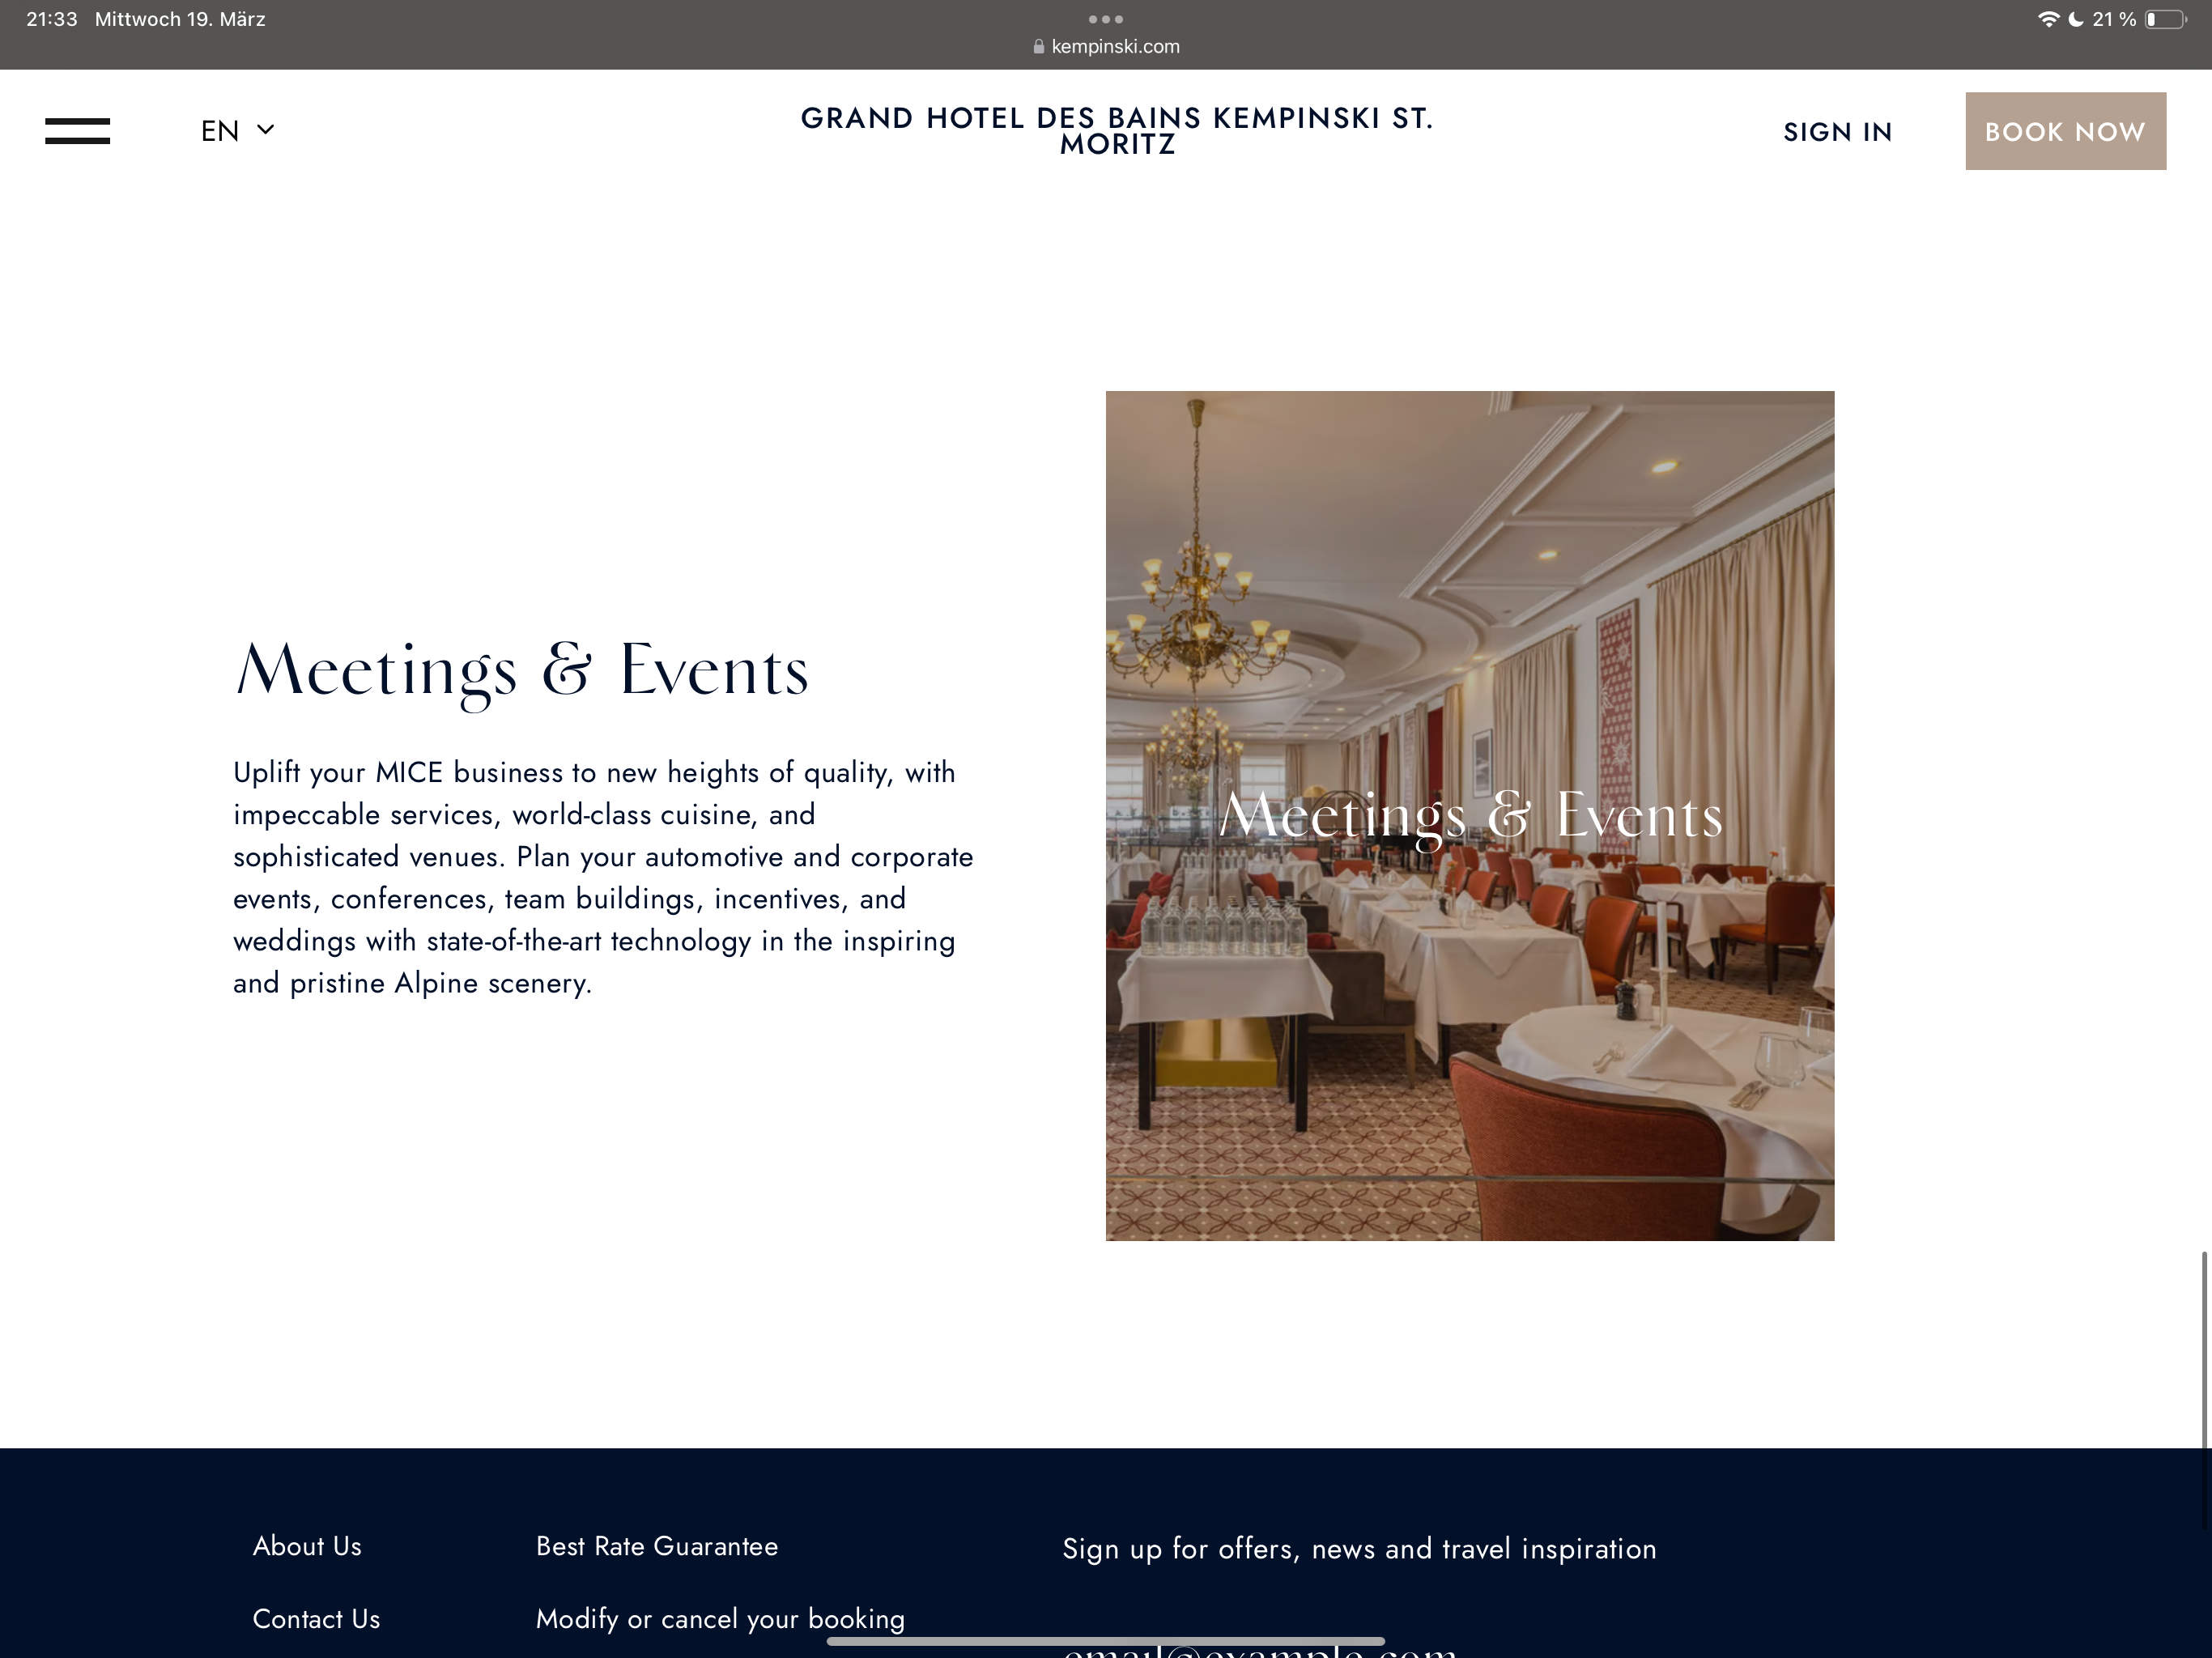 21:33 Mittwoch 19. März
21 %
kempinski.com
EN
GRAND HOTEL DES BAINS KEMPINSKI ST.
MORITZ
SIGN IN
BOOK NOW
Meetings & Events
Uplift your MICE business to new heights of quality, with
impeccable services, world-class cuisine, and
sophisticated venues. Plan your automotive and corporate
events, conferences, team buildings, incentives, and
weddings with state-of-the-art technology in the inspiring
and pristine Alpine scenery.
Meetings & Events
About Us
Contact Us
Best Rate Guarantee
Modify or cancel your booking
Sign up for offers, news and travel inspiration
email@example.com